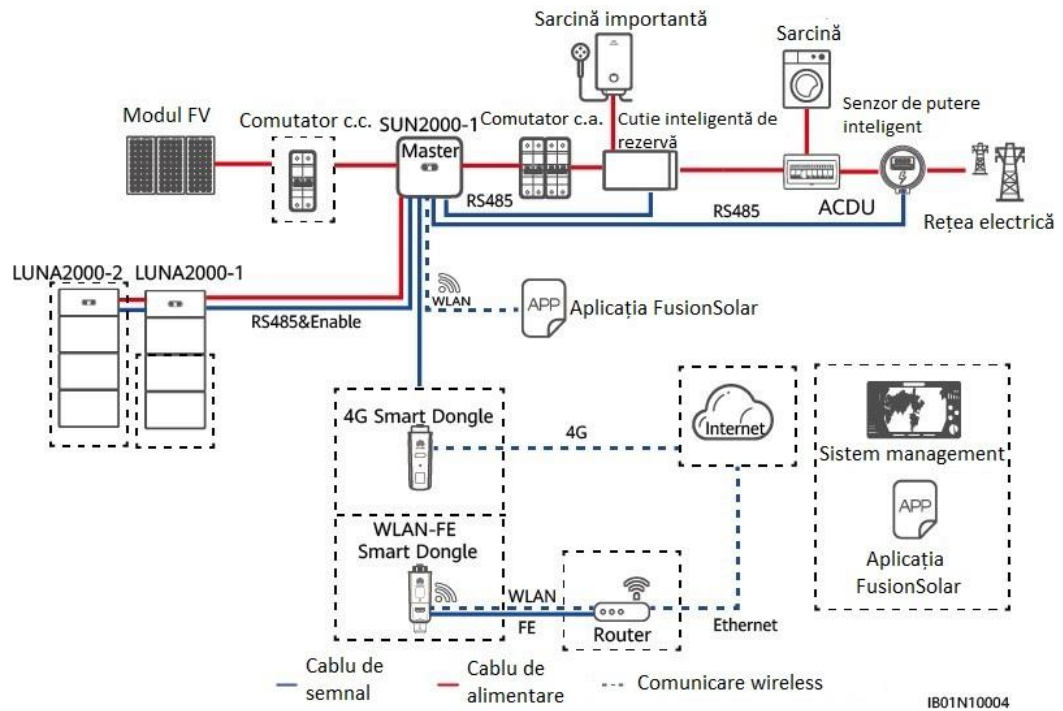 Sarcină importantă
Sarcină
Modul FV
Comutator c.c.
SUN2000-1
Master
Comutator c.a.
Cutie inteligentă de
rezervă
Senzor de putere
inteligent
RS485
RS485
ACDU
Rețea electrică
LUNA2000-2
LUNA2000-1
RS485&Enable
WLAN
APP
Aplicația FusionSolar
4G Smart Dongle
4G
Internet
Sistem management
APP
Aplicația
FusionSolar
WLAN-FE
Smart Dongle
WLAN
FE
Router
Ethernet
Cablu de
semnal
Cablu de
alimentare
Comunicare wireless
IB01N10004